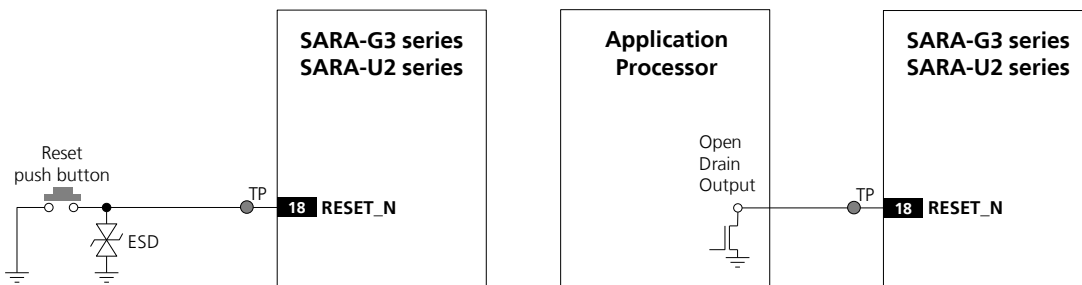 SARA-G3 series
SARA-U2 series
Reset
push button
TP
18 RESET_N
ESD
Application
Processor
Open
Drain
Output
SARA-G3 series
SARA-U2 series
TP
18 RESET_N